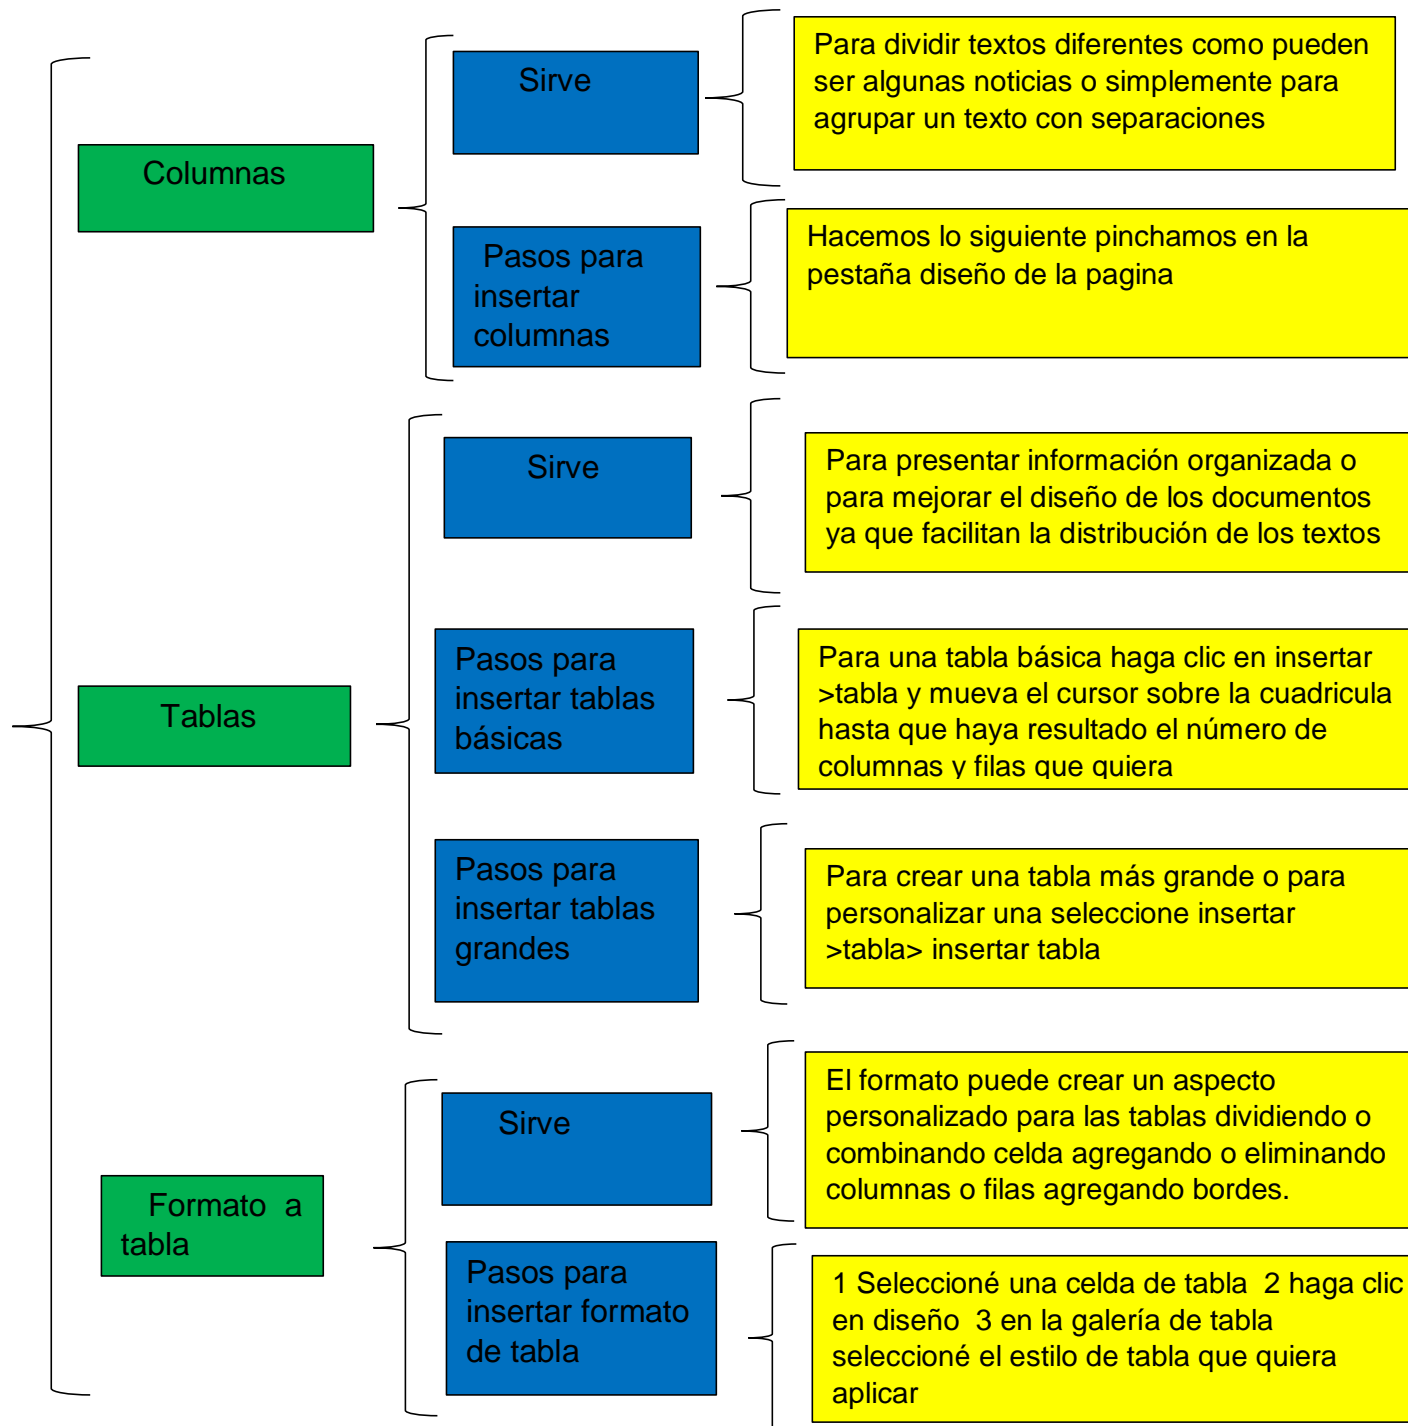 Columnas
Sirve
Para dividir textos diferentes como pueden
ser algunas noticias o simplemente para
agrupar un texto con separaciones
Pasos para
insertar
columnas
Hacemos lo siguiente pinchamos en la
pestaña diseño de la pagina
Tablas
Sirve
Para presentar información organizada o
para mejorar el diseño de los documentos
ya que facilitan la distribución de los textos
Pasos para
insertar tablas
básicas
Para una tabla básica haga clic en insertar
>tabla y mueva el cursor sobre la cuadricula
hasta que haya resultado el número de
columnas y filas que quiera
Pasos para
insertar tablas
grandes
Para crear una tabla más grande o para
personalizar una seleccione insertar
>tabla> insertar tabla
Formato a
tabla
Sirve
El formato puede crear un aspecto
personalizado para las tablas dividiendo o
combinando celda agregando o eliminando
columnas o filas agregando bordes.
Pasos para
insertar formato
de tabla
1 Seleccioné una celda de tabla 2 haga clic
en diseño 3 en la galería de tabla
seleccioné el estilo de tabla que quiera
aplicar